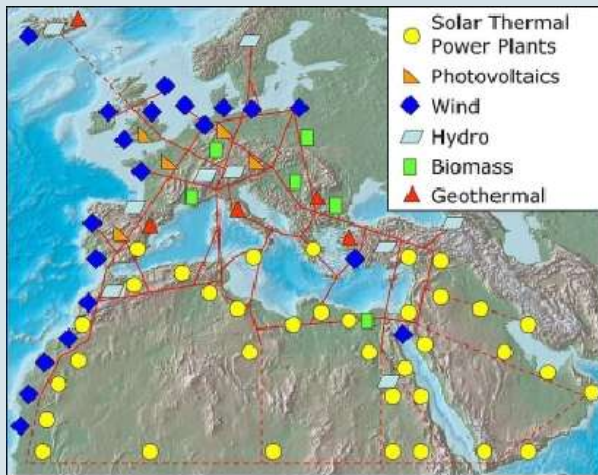 Solar Thermal
Power Plants
Photovoltaics
Wind
Hydro
Biomass
Geothermal